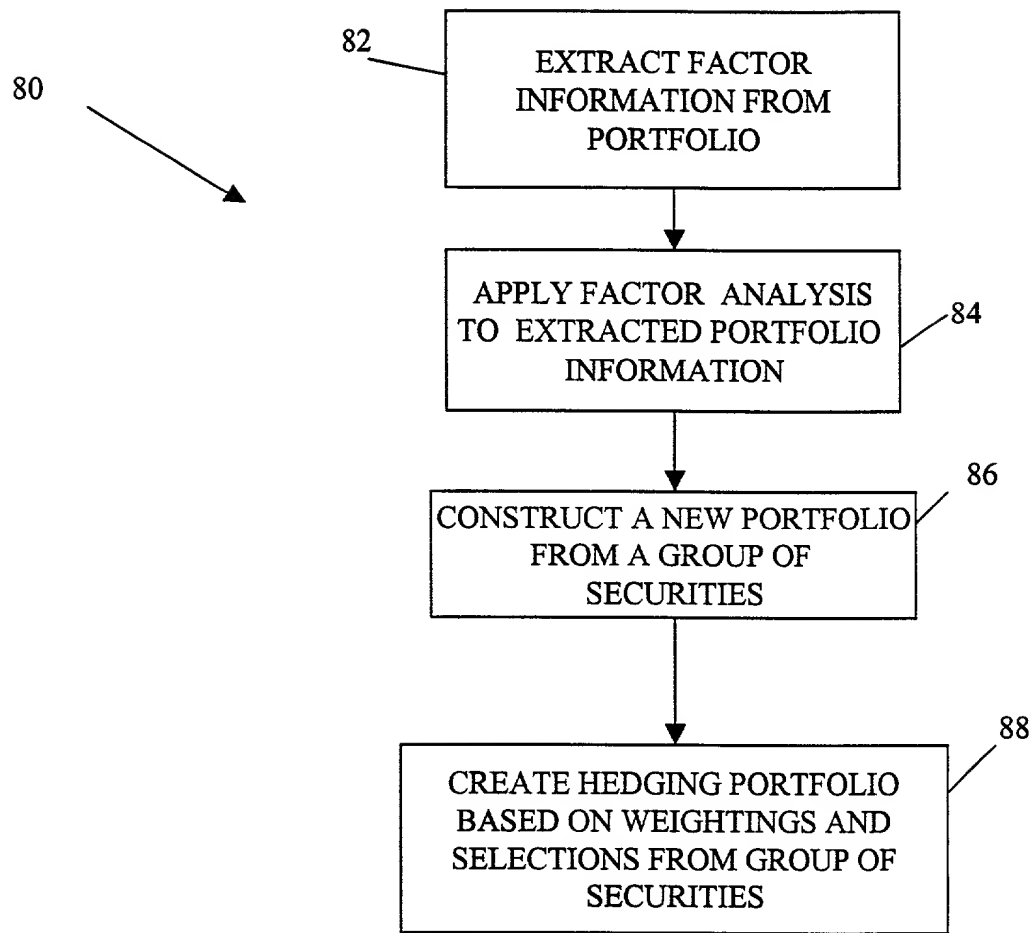 80
82
EXTRACT FACTOR
INFORMATION FROM
PORTFOLIO
APPLY FACTOR ANALYSIS
TO EXTRACTED PORTFOLIO
INFORMATION
84
CONSTRUCT A NEW PORTFOLIO
FROM A GROUP OF
SECURITIES
86
CREATE HEDGING PORTFOLIO
BASED ON WEIGHTINGS AND
SELECTIONS FROM GROUP OF
SECURITIES
88